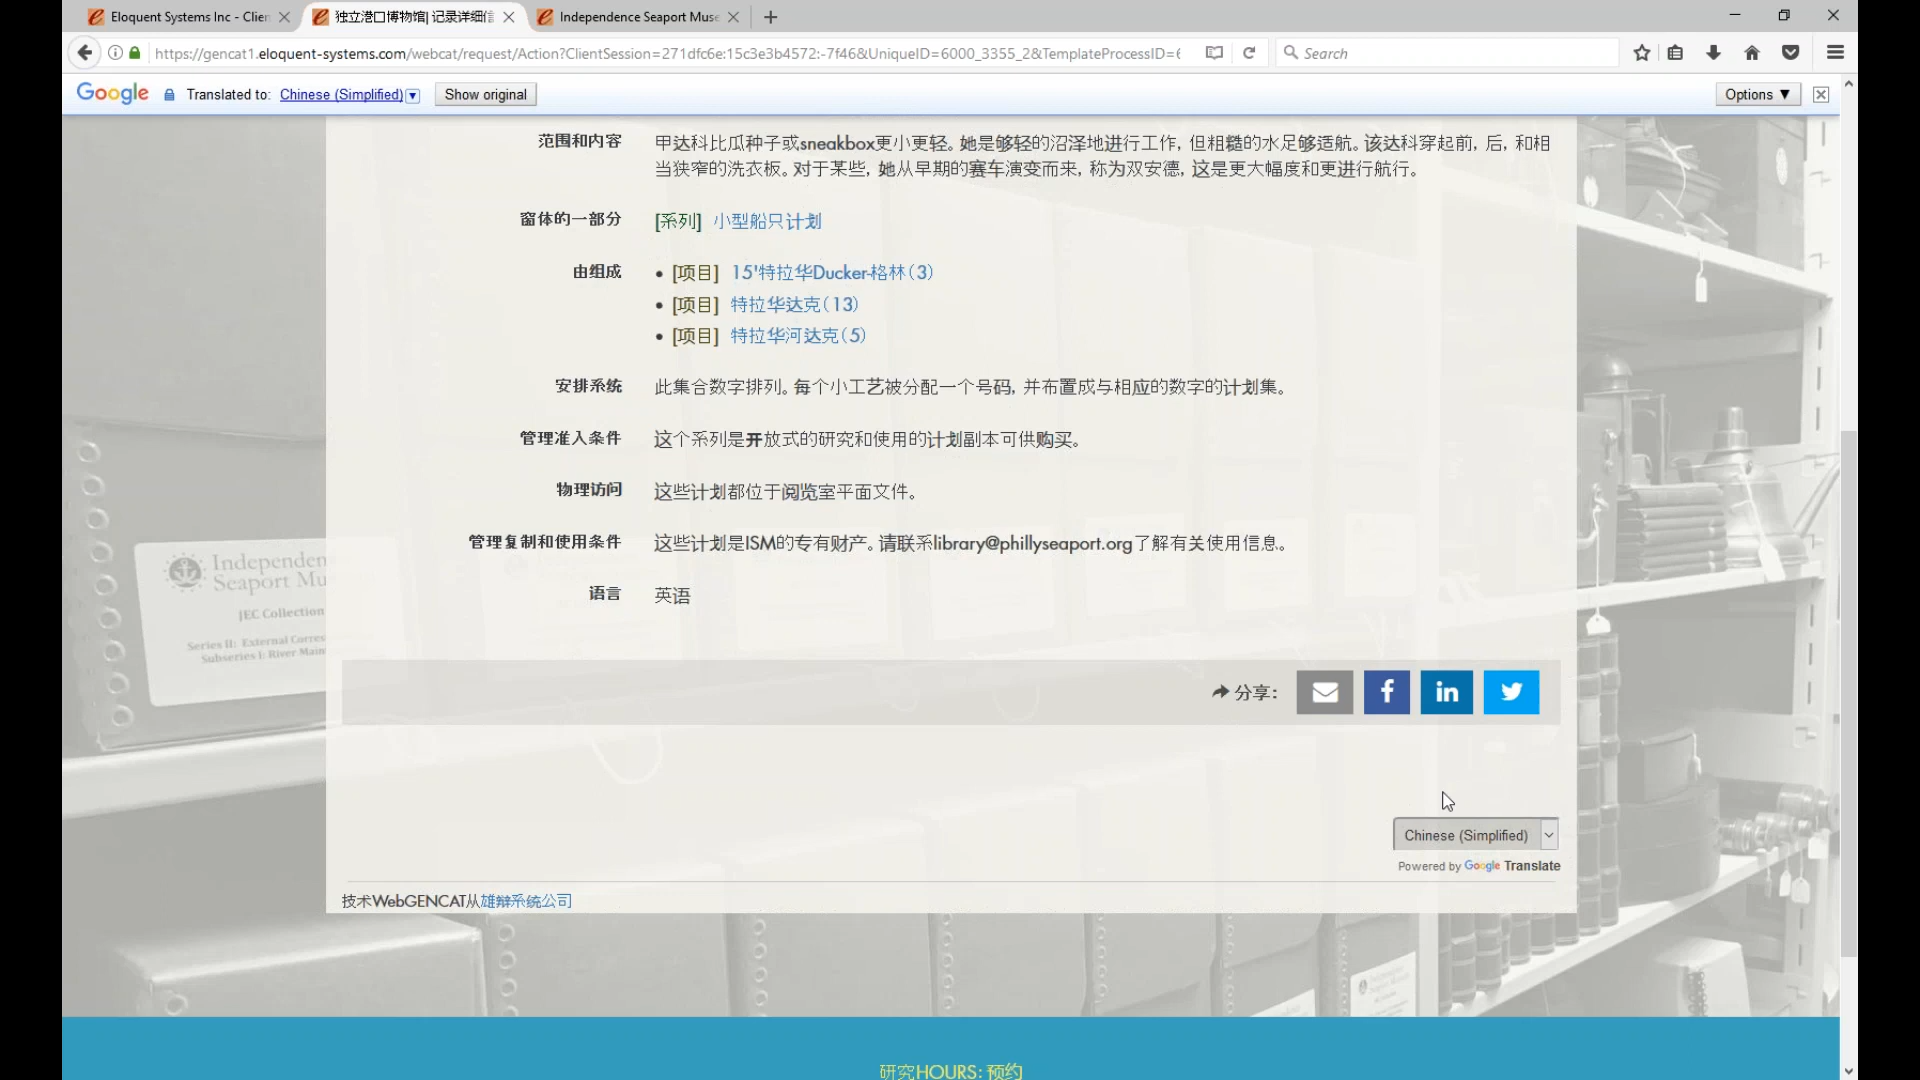 Eloquent Systems Inc - Clien
独立港口博物馆| 记录详细信
Independence Seaport Muse
https://gencat1.eloquent-systems.com/webcat/request/Action?ClientSession=271dfc6e:15c3e3b4572:-7f46&UniqueID=6000_3355_2&TemplateProcessID=6
Search
Google Translated to: Chinese (Simplified) Show original Options ▼
范围和内容 甲达科比瓜种子或sneakbox更小更轻。她是够轻的沼泽地进行工作, 但粗糙的水足够适航。该达科穿起前, 后, 和相
当狭窄的洗衣板。对于某些, 她从早期的赛车演变而来, 称为双安德, 这是更大幅度和更进行航行。
窗体的一部分 [系列] 小型船只计划
由组成 • [项目] 15'特拉华Ducker-格林(3)
• [项目] 特拉华达克(13)
• [项目] 特拉华河达克(5)
安排系统 此集合数字排列。每个小工艺被分配一个号码, 并布置成与相应的数字的计划集。
管理准入条件 这个系列是开放式的研究和使用的计划副本可供购买。
物理访问 这些计划都位于阅览室平面文件。
管理复制和使用条件 这些计划是ISM的专有财产。请联系library@phillyseaport.org了解有关使用信息。
语言 英语
Independen
Seaport Mu
JEC Collection
Series II: External Corres
Subseries I: River Main
分享:
Chinese (Simplified)
Powered by Google Translate
技术WebGENCAT从雄辩系统公司
研究HOURS: 预约